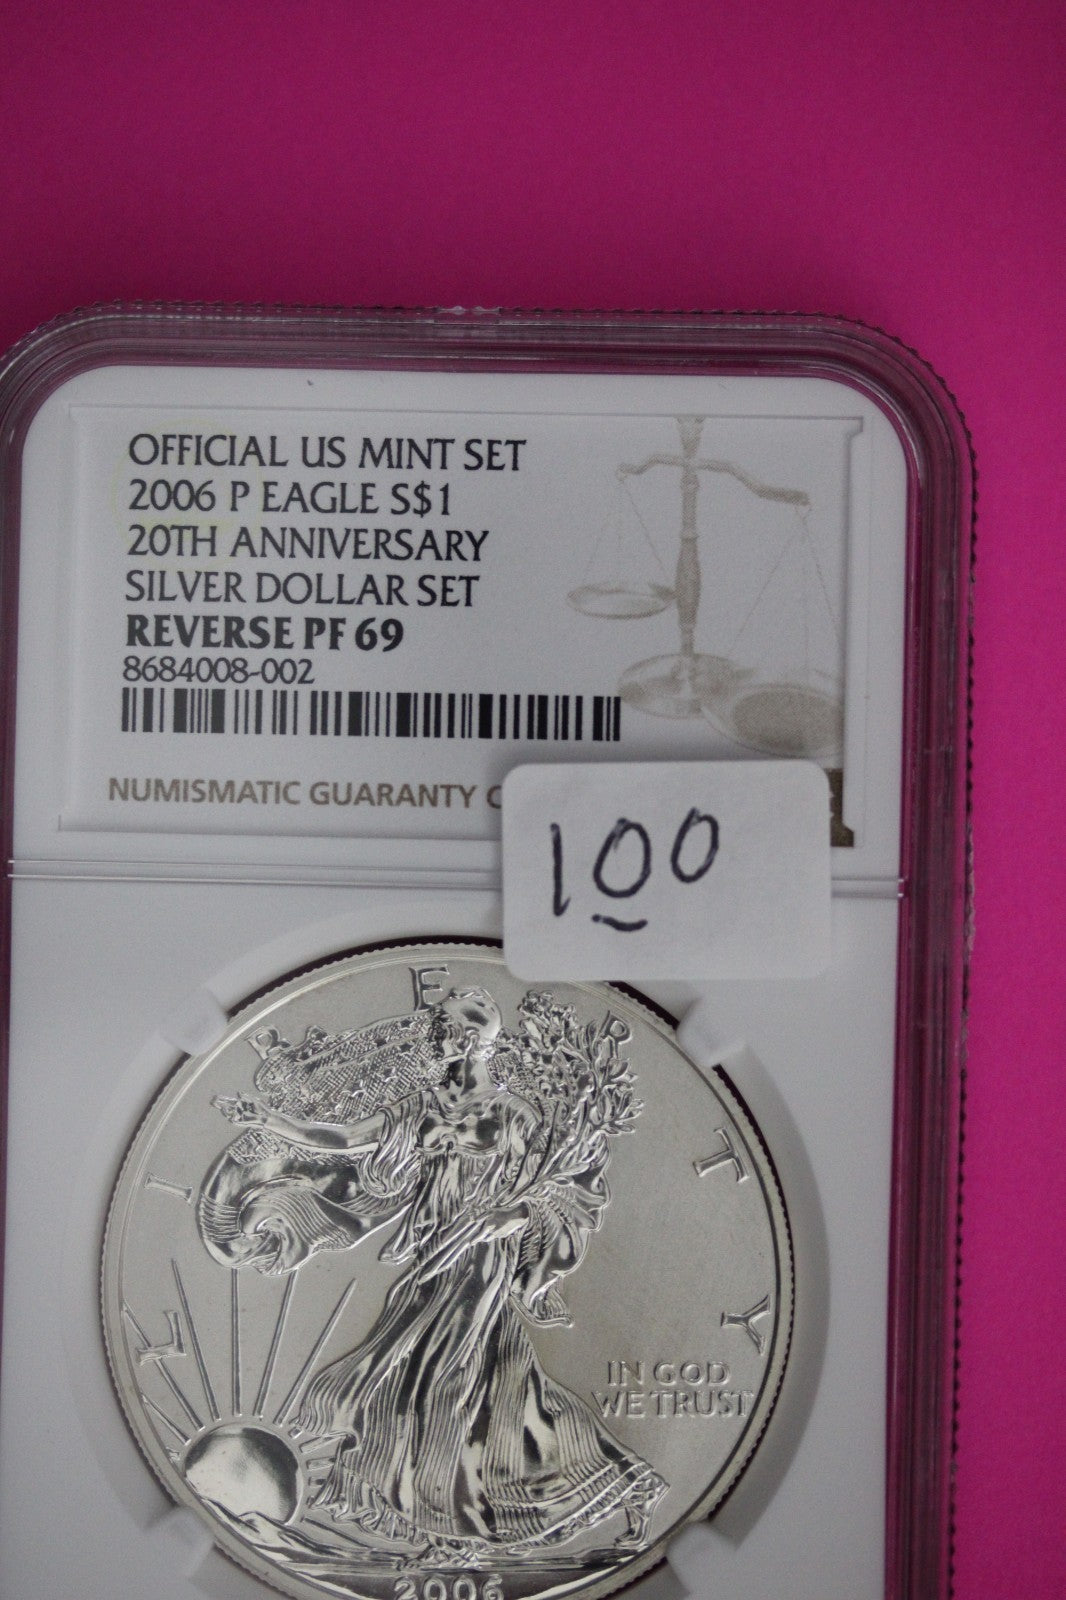 OFFICIAL US MINT SET
2006 P EAGLE S$1
20TH ANNIVERSARY
SILVER DOLLAR SET
REVERSE PF 69
8684008-002
NUMISMATIC GUARANTY
100
LIBERTY
IN GOD
WE TRUST
2006